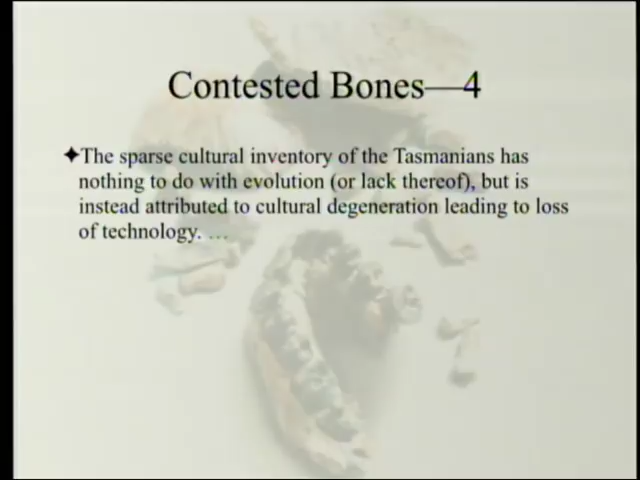 Contested Bones—4
✦The sparse cultural inventory of the Tasmanians has
nothing to do with evolution (or lack thereof), but is
instead attributed to cultural degeneration leading to loss
of technology. …